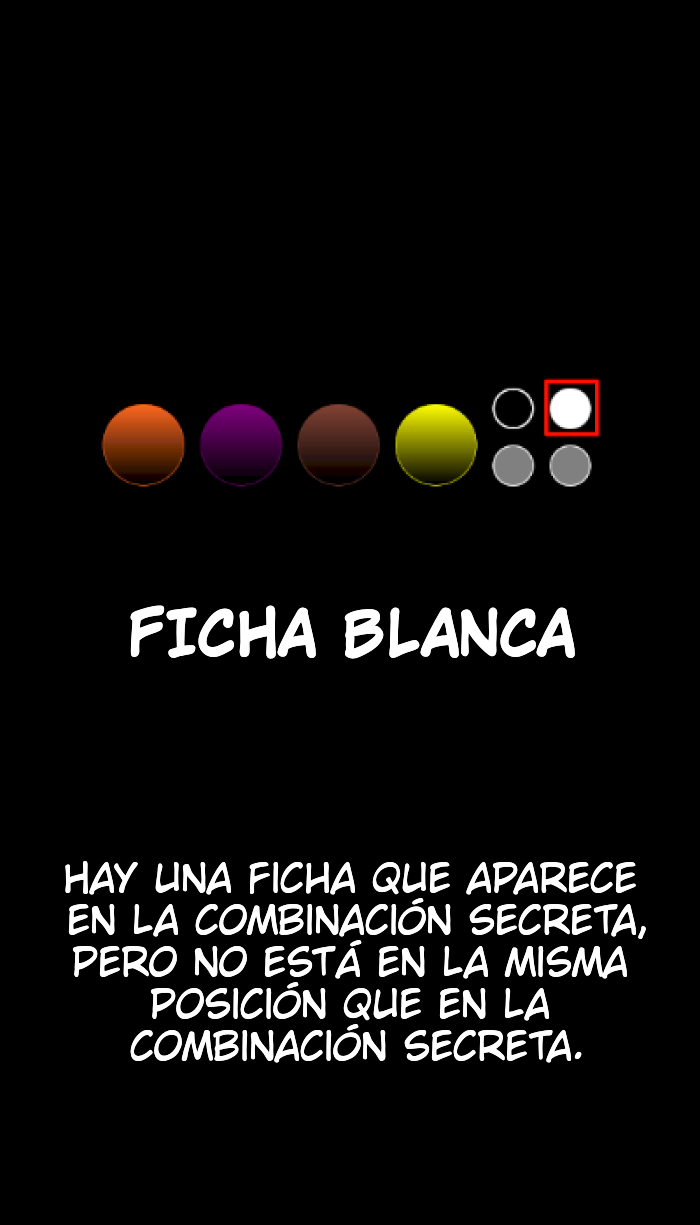 FICHA BLANCA
HAY UNA FICHA QUE APARECE
EN LA COMBINACIÓN SECRETA,
PERO NO ESTÁ EN LA MISMA
POSICIÓN QUE EN LA
COMBINACIÓN SECRETA.